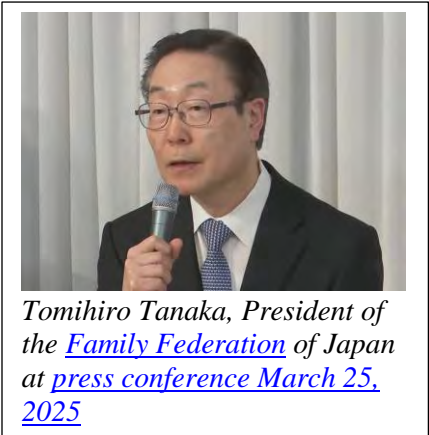 Tomihiro Tanaka, President of
the Family Federation of Japan
at press conference March 25,
2025